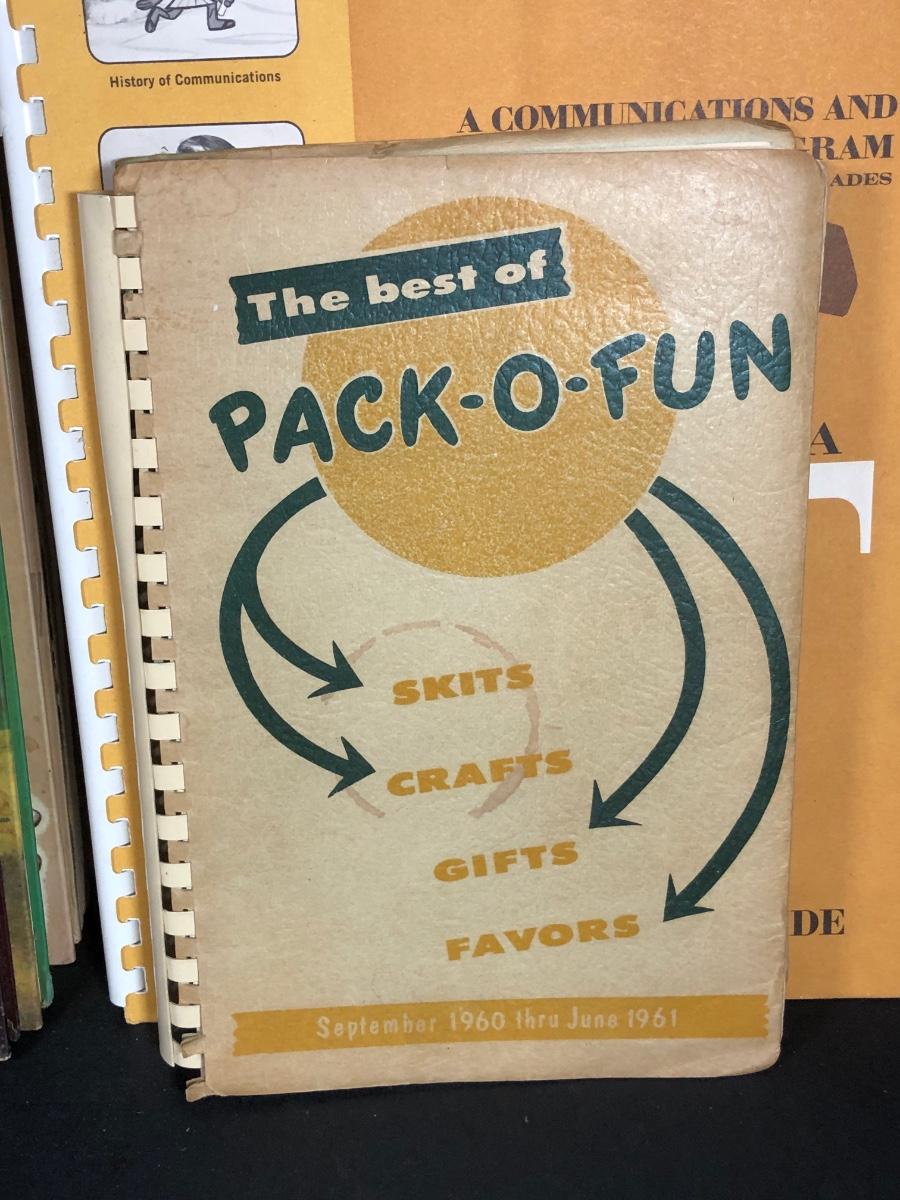 History of Communications
A COMMUNICATIONS AND
GRAM
ADES
The best of
PACK-O-FUN
A
SKITS
CRAFTS
GIFTS
FAVORS
DE
September 1960 thru June 1961